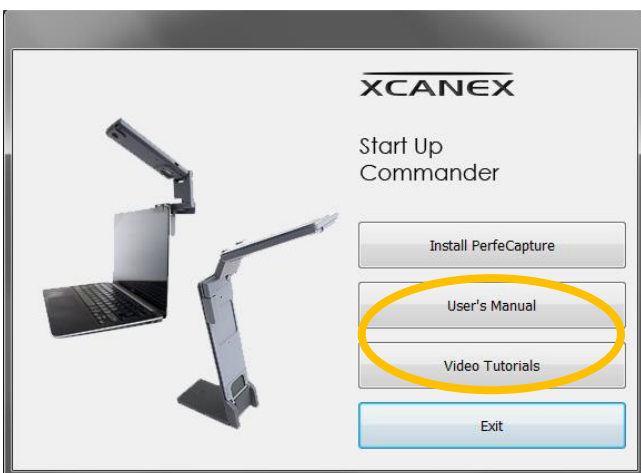 XCANEX
Start Up
Commander
Install PerfeCapture
User's Manual
Video Tutorials
Exit